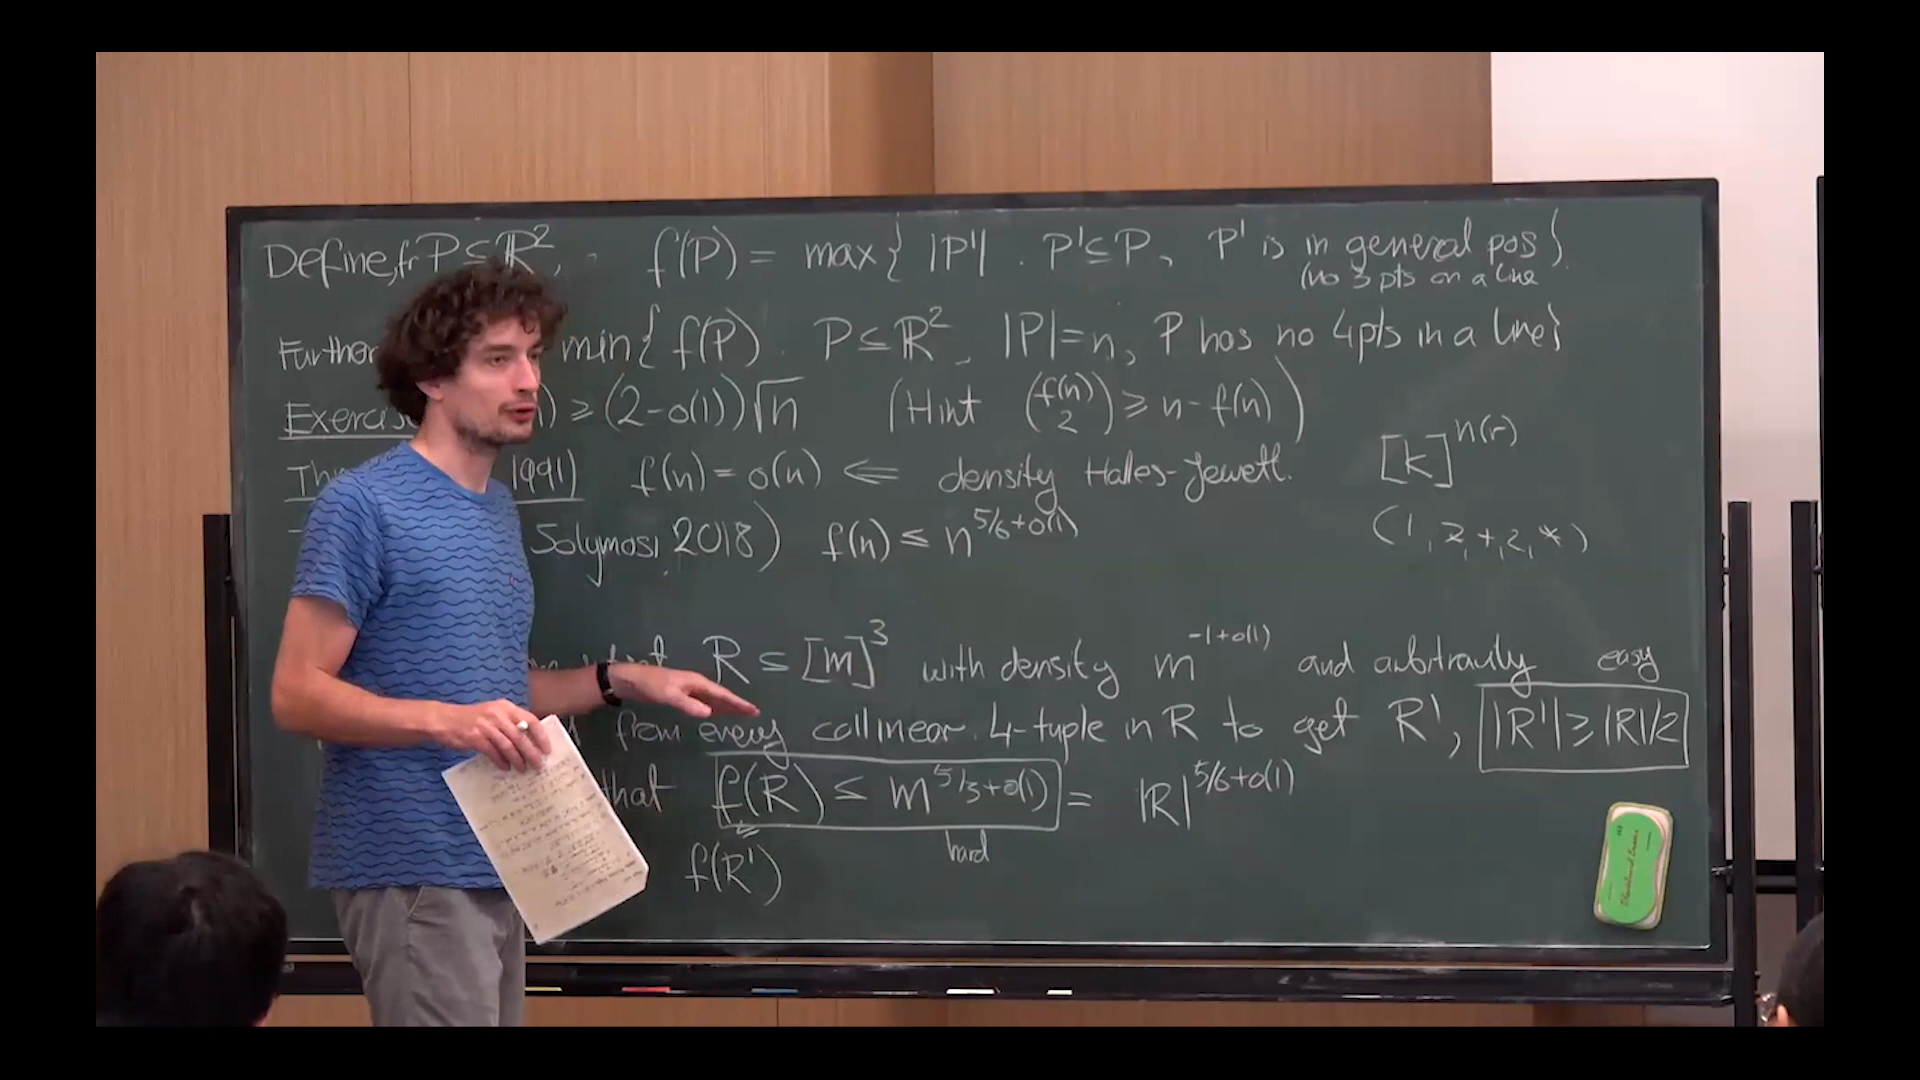 Define, fr P ⊆ ℝ², f(P) = max{ |P'| . P' ⊆ P, P' is in general pos }
(no 3 pts on a line
Further min{ f(P) . P ⊆ ℝ², |P| = n, P has no 4 pts in a line}
Exercise ) ≥ (2-o(1))√n (Hint (f(n) 2) ≥ n - f(n))
[k]^n(r)
1991) f(n) = o(n) ⇐ density Hales-Jewett.
Solymosi, 2018) f(n) ≤ n^5/6+o(1)
(1, 2, *, 2, *)
R ⊆ [m]³ with density m^-1+o(1) and arbitrarily easy
from every collinear 4-tuple in R to get R', |R'| ≥ |R|/2
that f(R) ≤ m^5/3+o(1) = |R|^5/6+o(1)
hard
f(R')